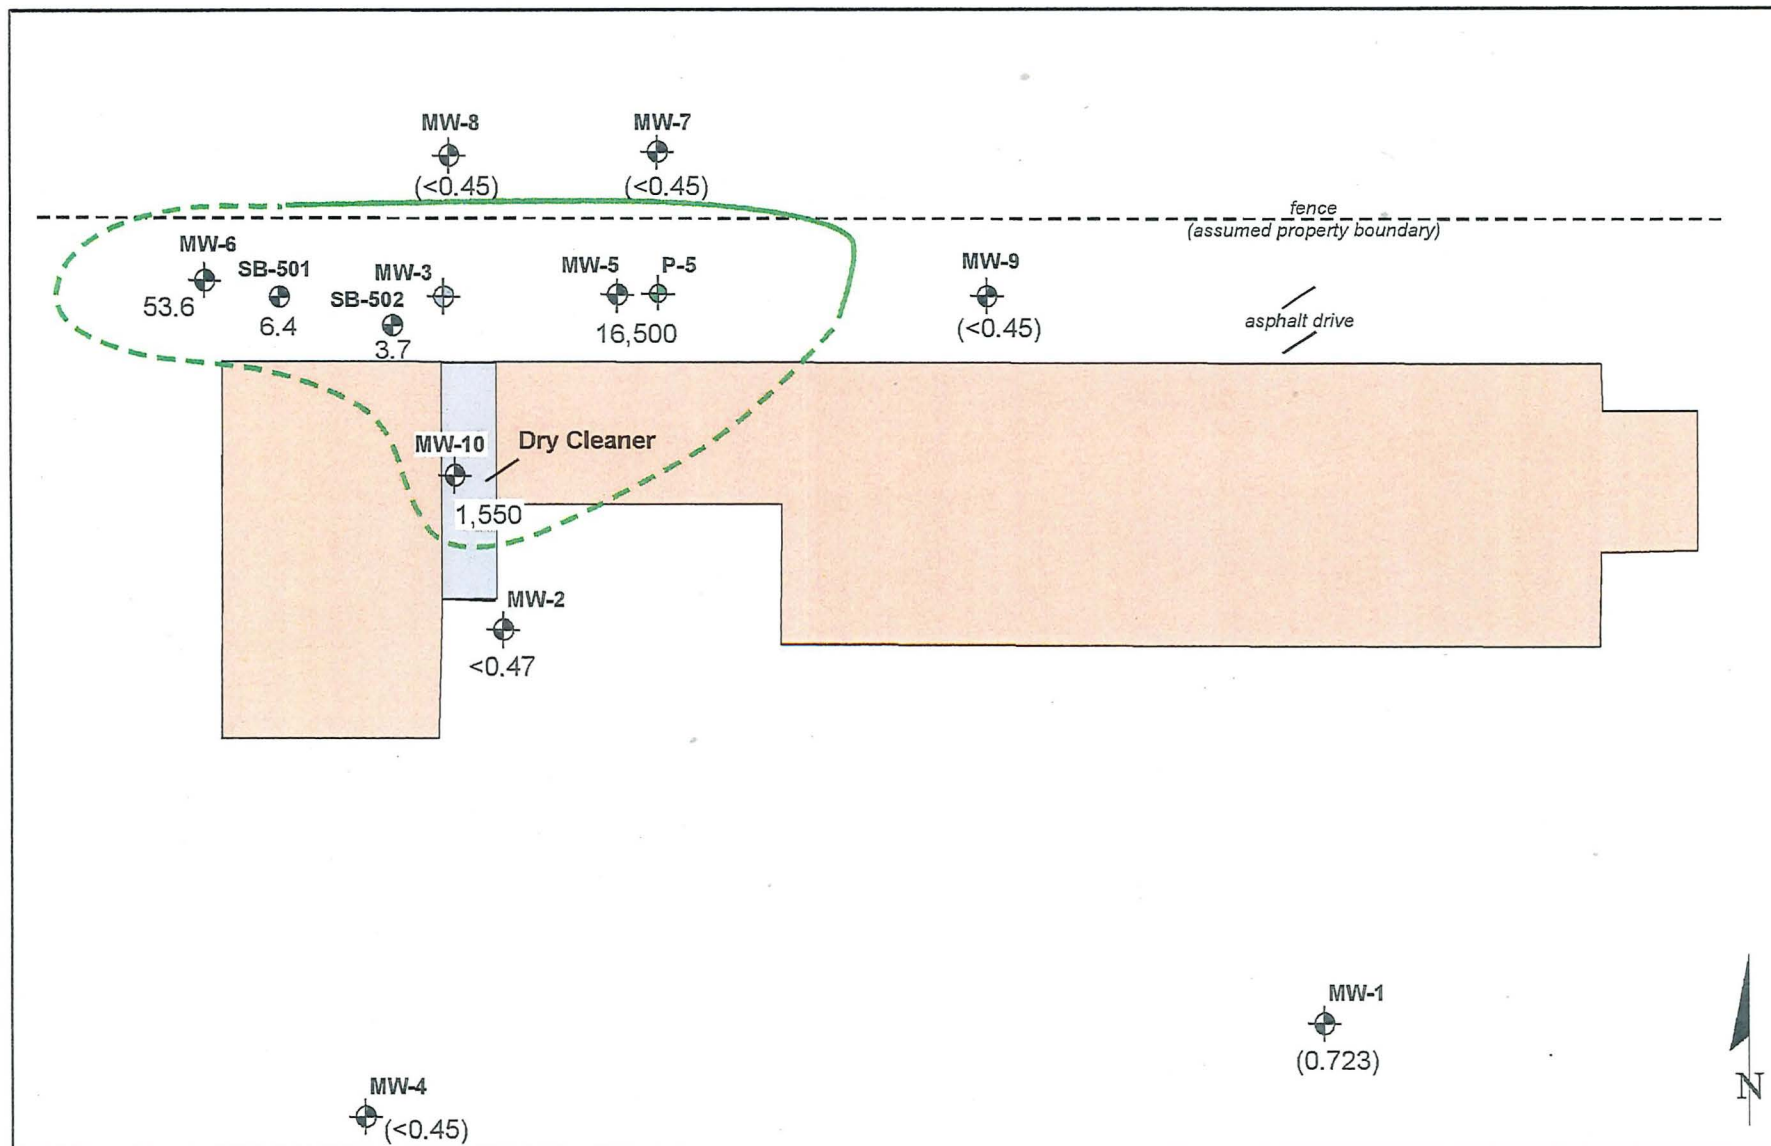 MW-8
(<0.45)
MW-7
(<0.45)
fence
(assumed property boundary)
MW-6
53.6
SB-501
6.4
SB-502
3.7
MW-3
MW-5
P-5
16,500
MW-9
(<0.45)
asphalt drive
MW-10
1,550
Dry Cleaner
MW-2
<0.47
MW-1
(0.723)
MW-4
(<0.45)
N